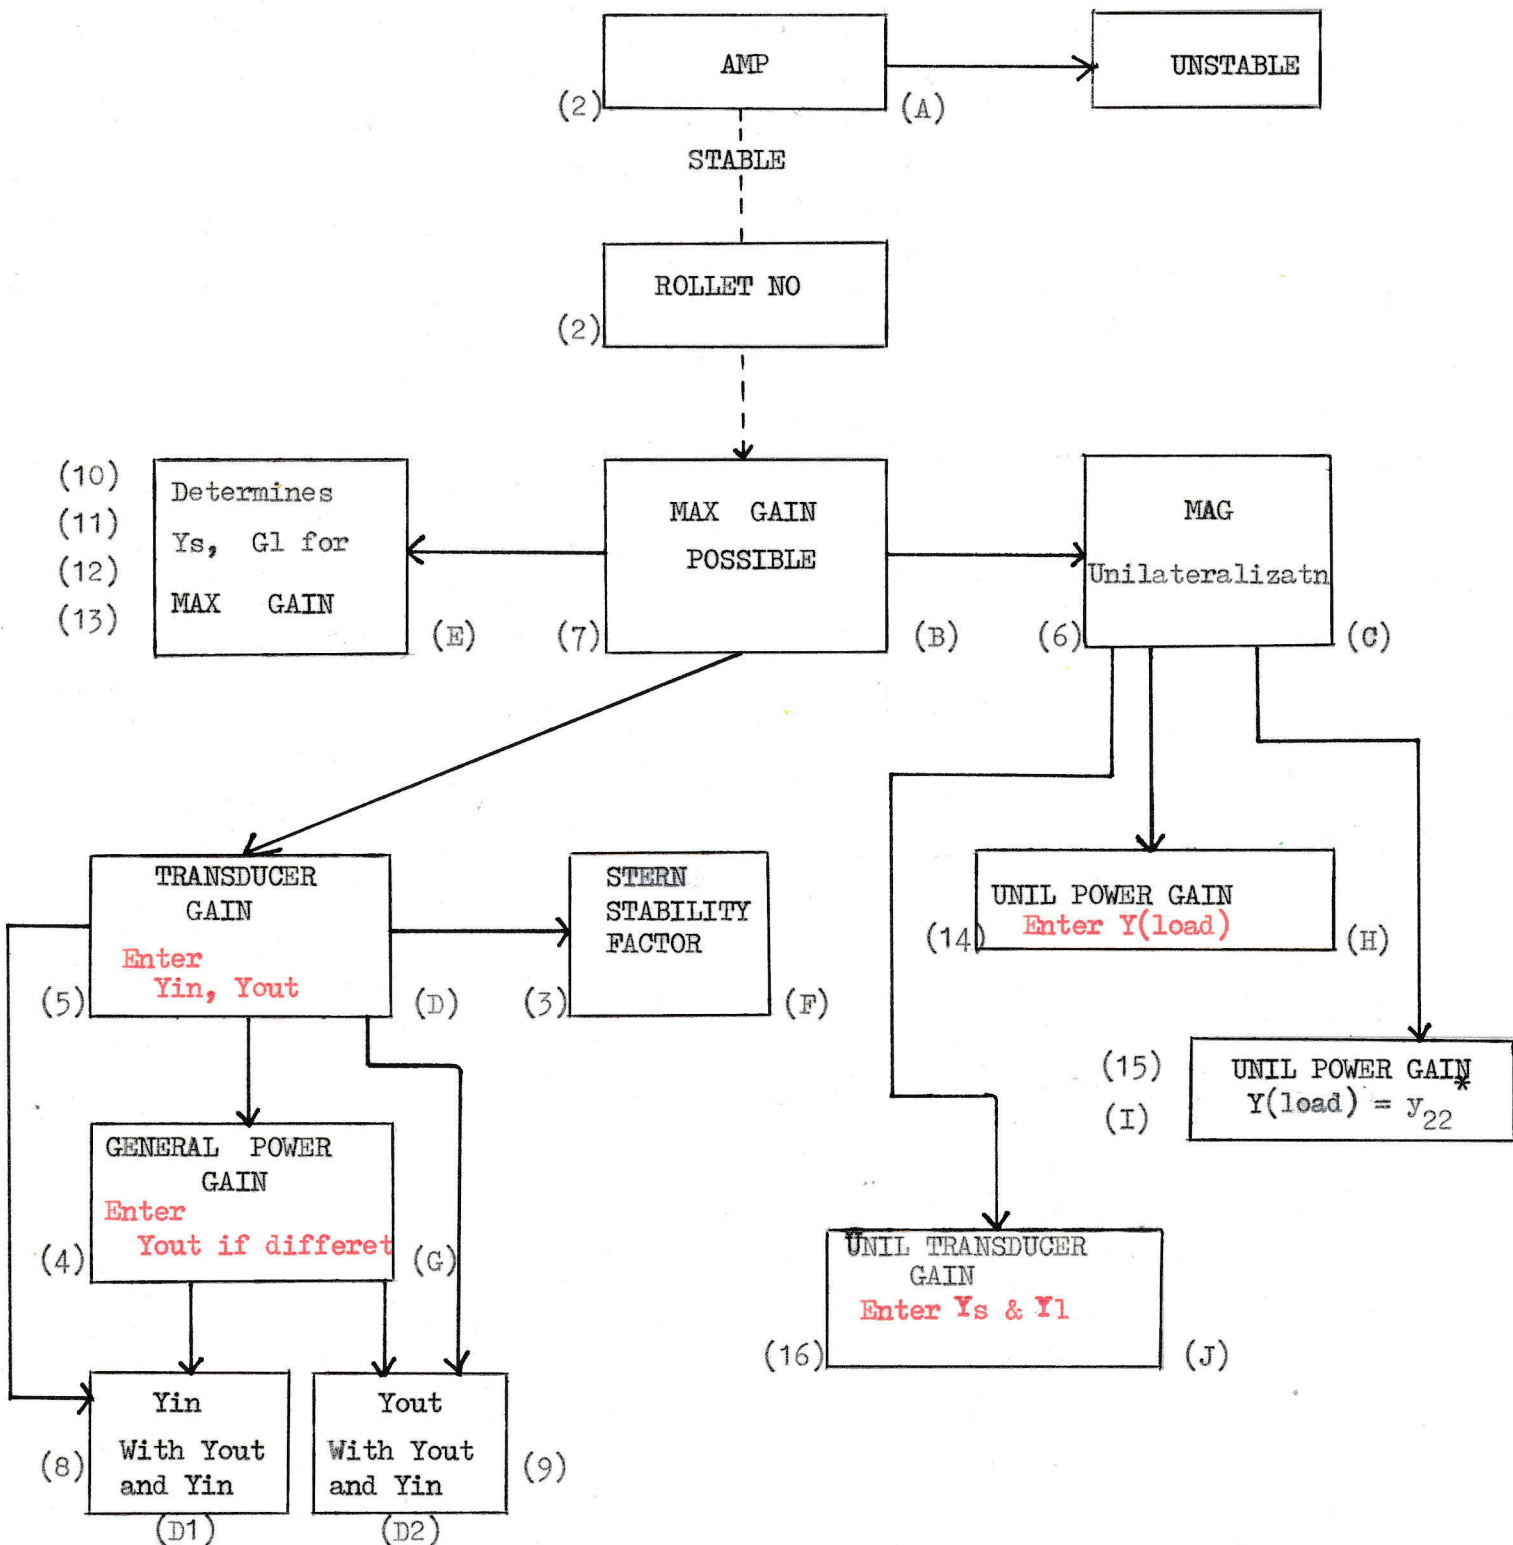 AMP
UNSTABLE
(2)
(A)
STABLE
ROLLET NO
(2)
(10)
(11)
(12)
(13)
Determines
Ys, Gl for
MAX GAIN
(E)
MAX GAIN
POSSIBLE
(7)
(B)
MAG
Unilateralizatn
(6)
(C)
TRANSDUCER
GAIN
Enter
Yin, Yout
(5)
(D)
STERN
STABILITY
FACTOR
(3)
(F)
UNIL POWER GAIN
Enter Y(load)
(14)
(H)
(15)
(I)
UNIL POWER GAIN
Y(load) = y22*
GENERAL POWER
GAIN
Enter
Yout if differet
(4)
(G)
UNIL TRANSDUCER
GAIN
Enter Ys & Yl
(16)
(J)
Yin
With Yout
and Yin
(8)
(D1)
Yout
With Yout
and Yin
(9)
(D2)